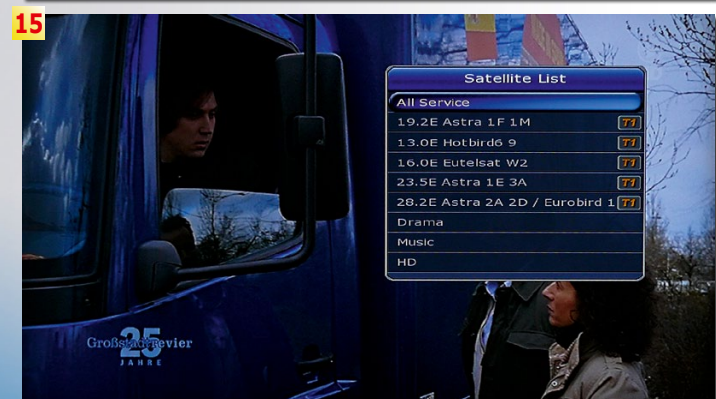 15
Satellite List
All Service
19.2E Astra 1F 1M T1
13.0E Hotbird6 9 T1
16.0E Eutelsat W2 T1
23.5E Astra 1E 3A T1
28.2E Astra 2A 2D / Eurobird 1 T1
Drama
Music
HD
25
Großstadtrevier
JAHRE